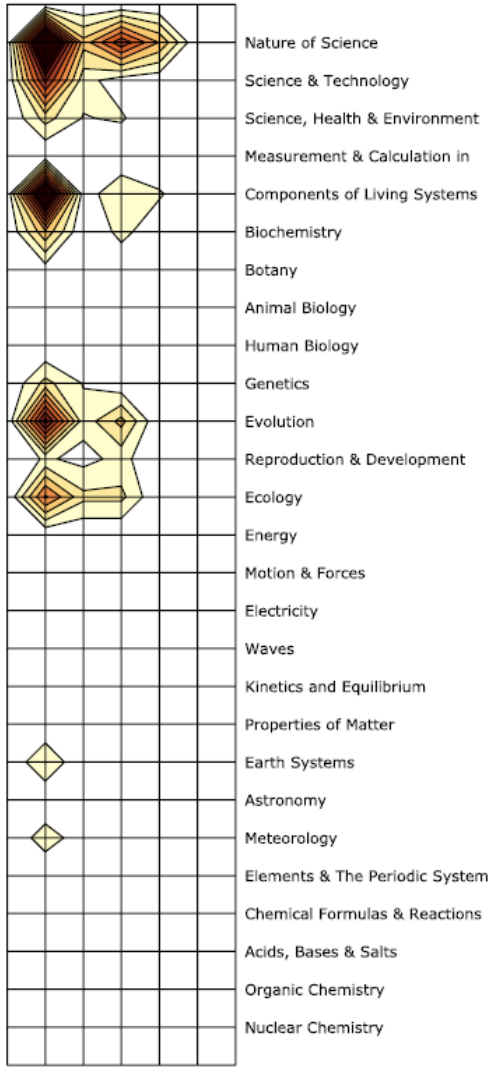 Nature of Science
Science & Technology
Science, Health & Environment
Measurement & Calculation in
Components of Living Systems
Biochemistry
Botany
Animal Biology
Human Biology
Genetics
Evolution
Reproduction & Development
Ecology
Energy
Motion & Forces
Electricity
Waves
Kinetics and Equilibrium
Properties of Matter
Earth Systems
Astronomy
Meteorology
Elements & The Periodic System
Chemical Formulas & Reactions
Acids, Bases & Salts
Organic Chemistry
Nuclear Chemistry